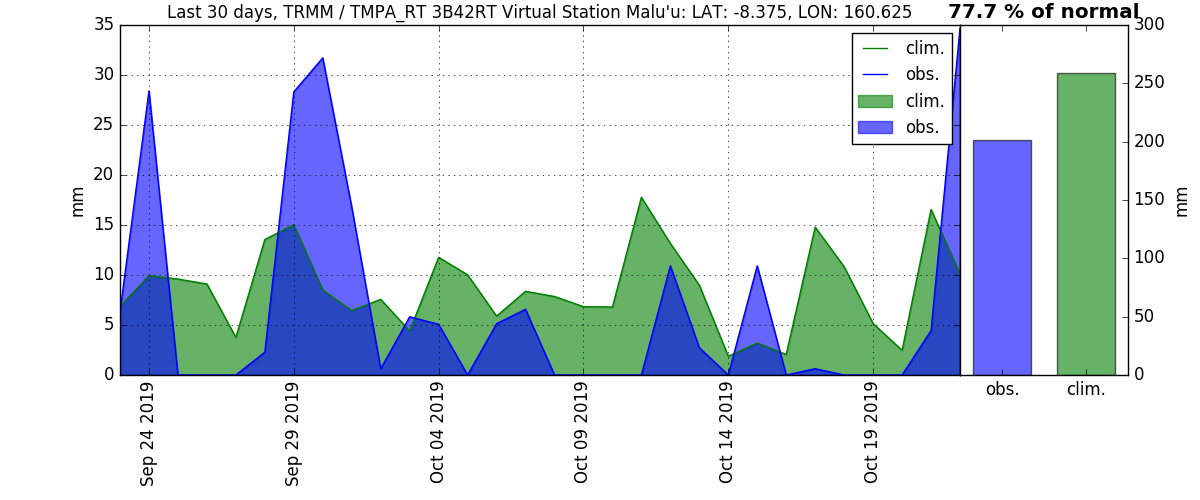 Last 30 days, TRMM / TMPA_RT 3B42RT Virtual Station Malu'u: LAT: -8.375, LON: 160.625
77.7 % of normal
35
30
25
20
15
10
5
0
mm
clim.
obs.
clim.
obs.
Sep 24 2019
Sep 29 2019
Oct 04 2019
Oct 09 2019
Oct 14 2019
Oct 19 2019
300
250
200
150
100
50
0
mm
obs.
clim.